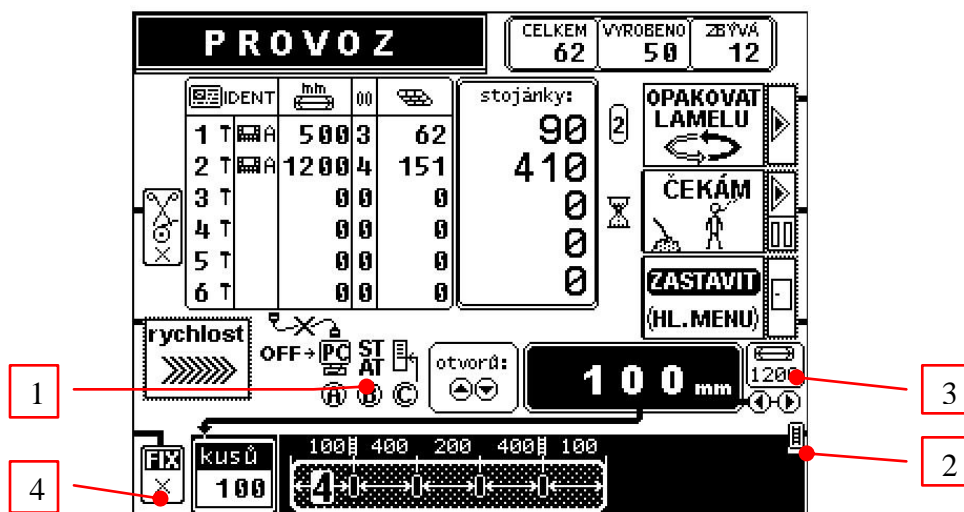 PROVOZ
CELKEM VYROBENO ZBÝVÁ
62 50 12
IDENT mm 00 stojánky:
1 T A 500 3 62 90 2
2 T A 1200 4 151 410
3 T 0 0 0 0
4 T 0 0 0 0
5 T 0 0 0 0
6 T 0 0 0
OPAKOVAT
LAMELU
ČEKÁM
ZASTAVIT
(HL.MENU)
rychlost
OFF→ PC ST AT
A B C
otvorů:
100 mm
1200
1
3
2
4
FIX
kusů
100
100 400 200 400 100
4